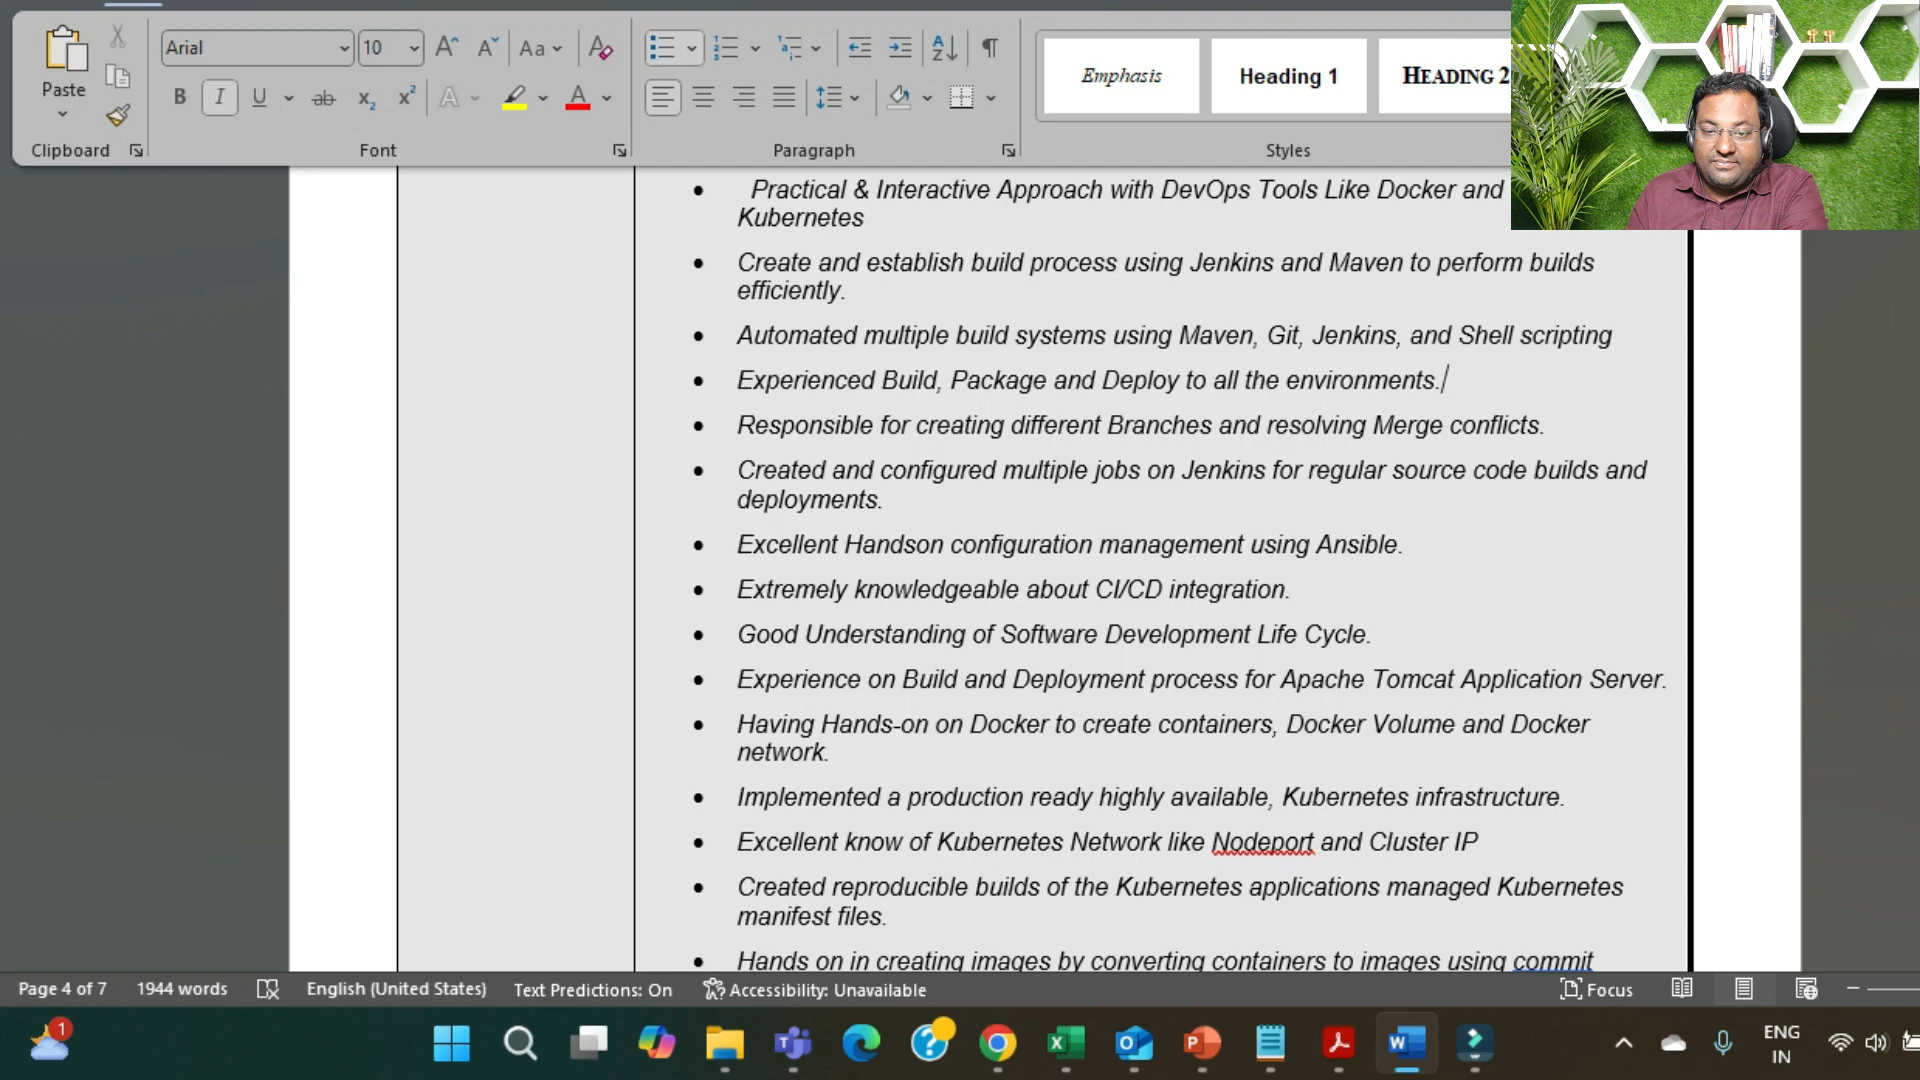 Arial
10
Aa
Paste
B I U ab x₂ x² A A
Clipboard
Font
Paragraph
Emphasis
Heading 1
HEADING 2
Styles
• Practical & Interactive Approach with DevOps Tools Like Docker and
Kubernetes
• Create and establish build process using Jenkins and Maven to perform builds
efficiently.
• Automated multiple build systems using Maven, Git, Jenkins, and Shell scripting
• Experienced Build, Package and Deploy to all the environments.
• Responsible for creating different Branches and resolving Merge conflicts.
• Created and configured multiple jobs on Jenkins for regular source code builds and
deployments.
• Excellent Handson configuration management using Ansible.
• Extremely knowledgeable about CI/CD integration.
• Good Understanding of Software Development Life Cycle.
• Experience on Build and Deployment process for Apache Tomcat Application Server.
• Having Hands-on on Docker to create containers, Docker Volume and Docker
network.
• Implemented a production ready highly available, Kubernetes infrastructure.
• Excellent know of Kubernetes Network like Nodeport and Cluster IP
• Created reproducible builds of the Kubernetes applications managed Kubernetes
manifest files.
• Hands on in creating images by converting containers to images using commit
Page 4 of 7 1944 words English (United States) Text Predictions: On Accessibility: Unavailable Focus
1
ENG
IN